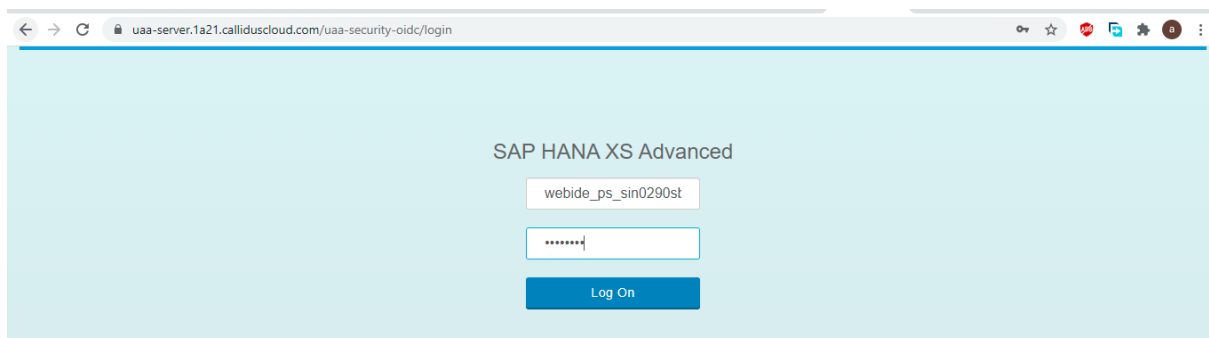 uaa-server.1a21.calliduscloud.com/uaa-security-oidc/login
a
SAP HANA XS Advanced
webide_ps_sin0290st
••••••••
Log On